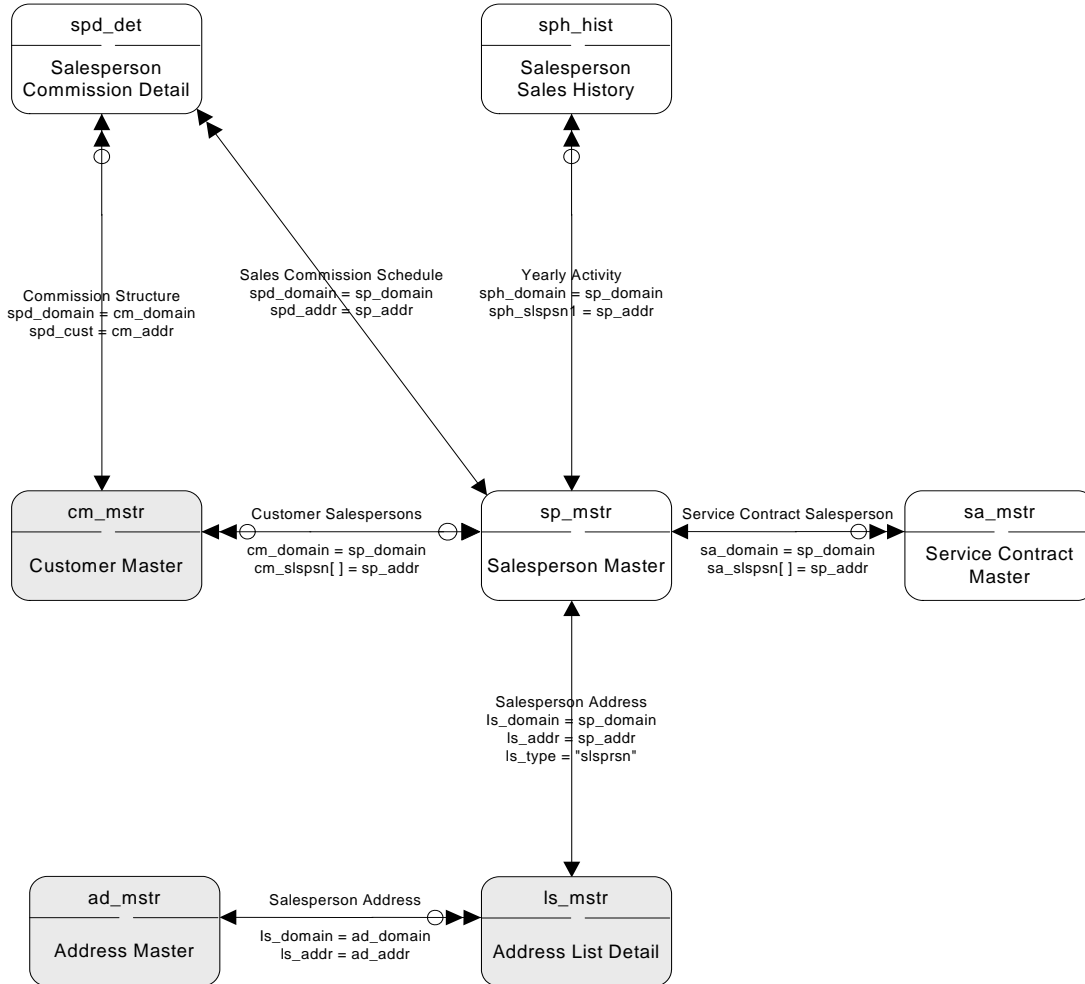 spd_det
Salesperson
Commission Detail
sph_hist
Salesperson
Sales History
Sales Commission Schedule
spd_domain = sp_domain
spd_addr = sp_addr
Yearly Activity
sph_domain = sp_domain
sph_slspsn1 = sp_addr
Commission Structure
spd_domain = cm_domain
spd_cust = cm_addr
cm_mstr
Customer Master
Customer Salespersons
cm_domain = sp_domain
cm_slspsn[ ] = sp_addr
sp_mstr
Salesperson Master
Service Contract Salesperson
sa_domain = sp_domain
sa_slspsn[ ] = sp_addr
sa_mstr
Service Contract
Master
Salesperson Address
ls_domain = sp_domain
ls_addr = sp_addr
ls_type = "slsprsn"
ad_mstr
Address Master
Salesperson Address
ls_domain = ad_domain
ls_addr = ad_addr
ls_mstr
Address List Detail